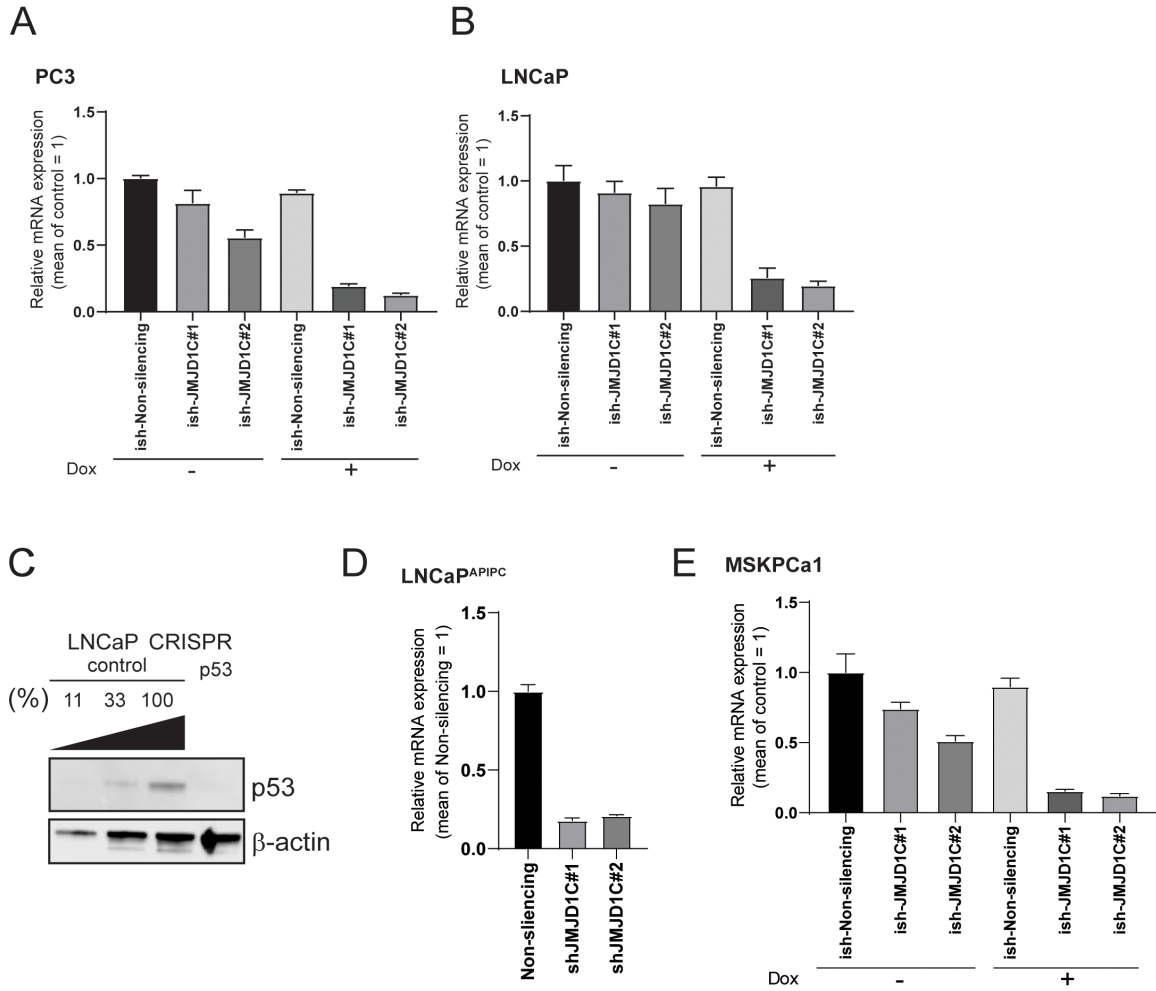 A
PC3
Relative mRNA expression
(mean of control = 1)
1.5
1.0
0.5
0.0
ish-Non-silencing
ish-JMJD1C#1
ish-JMJD1C#2
ish-Non-silencing
ish-JMJD1C#1
ish-JMJD1C#2
Dox - +
B
LNCaP
Relative mRNA expression
(mean of control = 1)
1.5
1.0
0.5
0.0
ish-Non-silencing
ish-JMJD1C#1
ish-JMJD1C#2
ish-Non-silencing
ish-JMJD1C#1
ish-JMJD1C#2
Dox - +
C
LNCaP CRISPR
control p53
(%) 11 33 100
p53
β-actin
D
LNCaPᴬᴾᴵᴾᶜ
Relative mRNA expression
(mean of Non-silencing = 1)
1.5
1.0
0.5
0.0
Non-sliencing
shJMJD1C#1
shJMJD1C#2
E
MSKPCa1
Relative mRNA expression
(mean of control = 1)
1.5
1.0
0.5
0.0
ish-Non-silencing
ish-JMJD1C#1
ish-JMJD1C#2
ish-Non-silencing
ish-JMJD1C#1
ish-JMJD1C#2
Dox - +